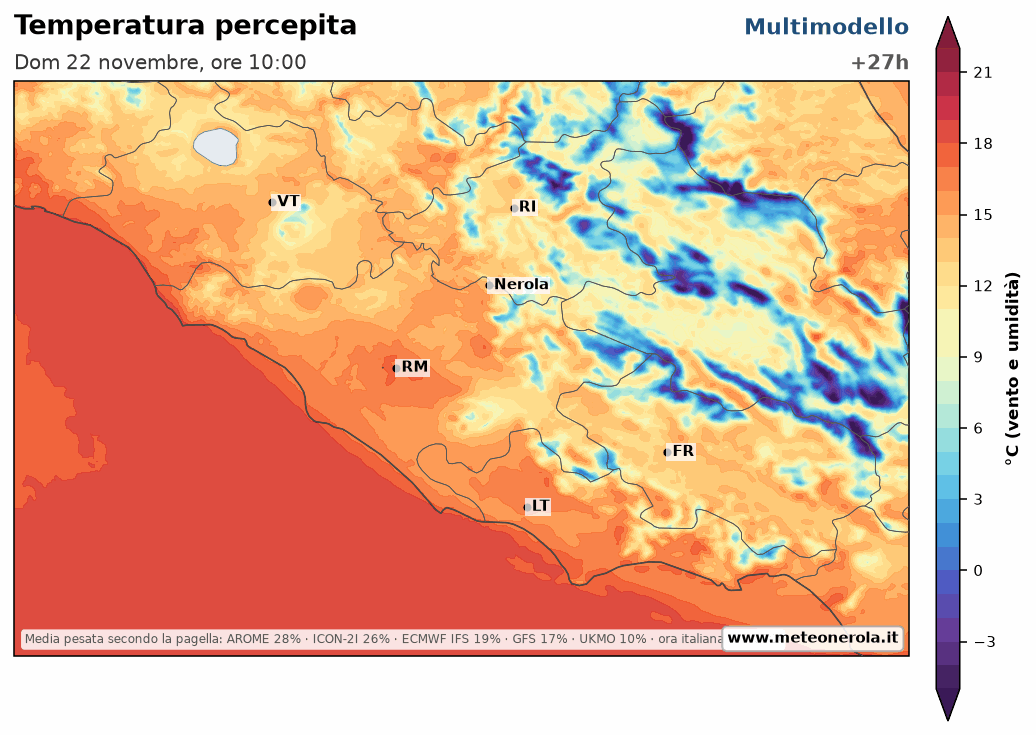 Temperatura percepita
Multimodello
Dom 22 novembre, ore 10:00
+27h
VT
RI
Nerola
RM
FR
LT
21
18
15
12
9
6
3
0
−3
°C (vento e umidità)
Media pesata secondo la pagella: AROME 28% · ICON-2I 26% · ECMWF IFS 19% · GFS 17% · UKMO 10% · ora italiana
www.meteonerola.it